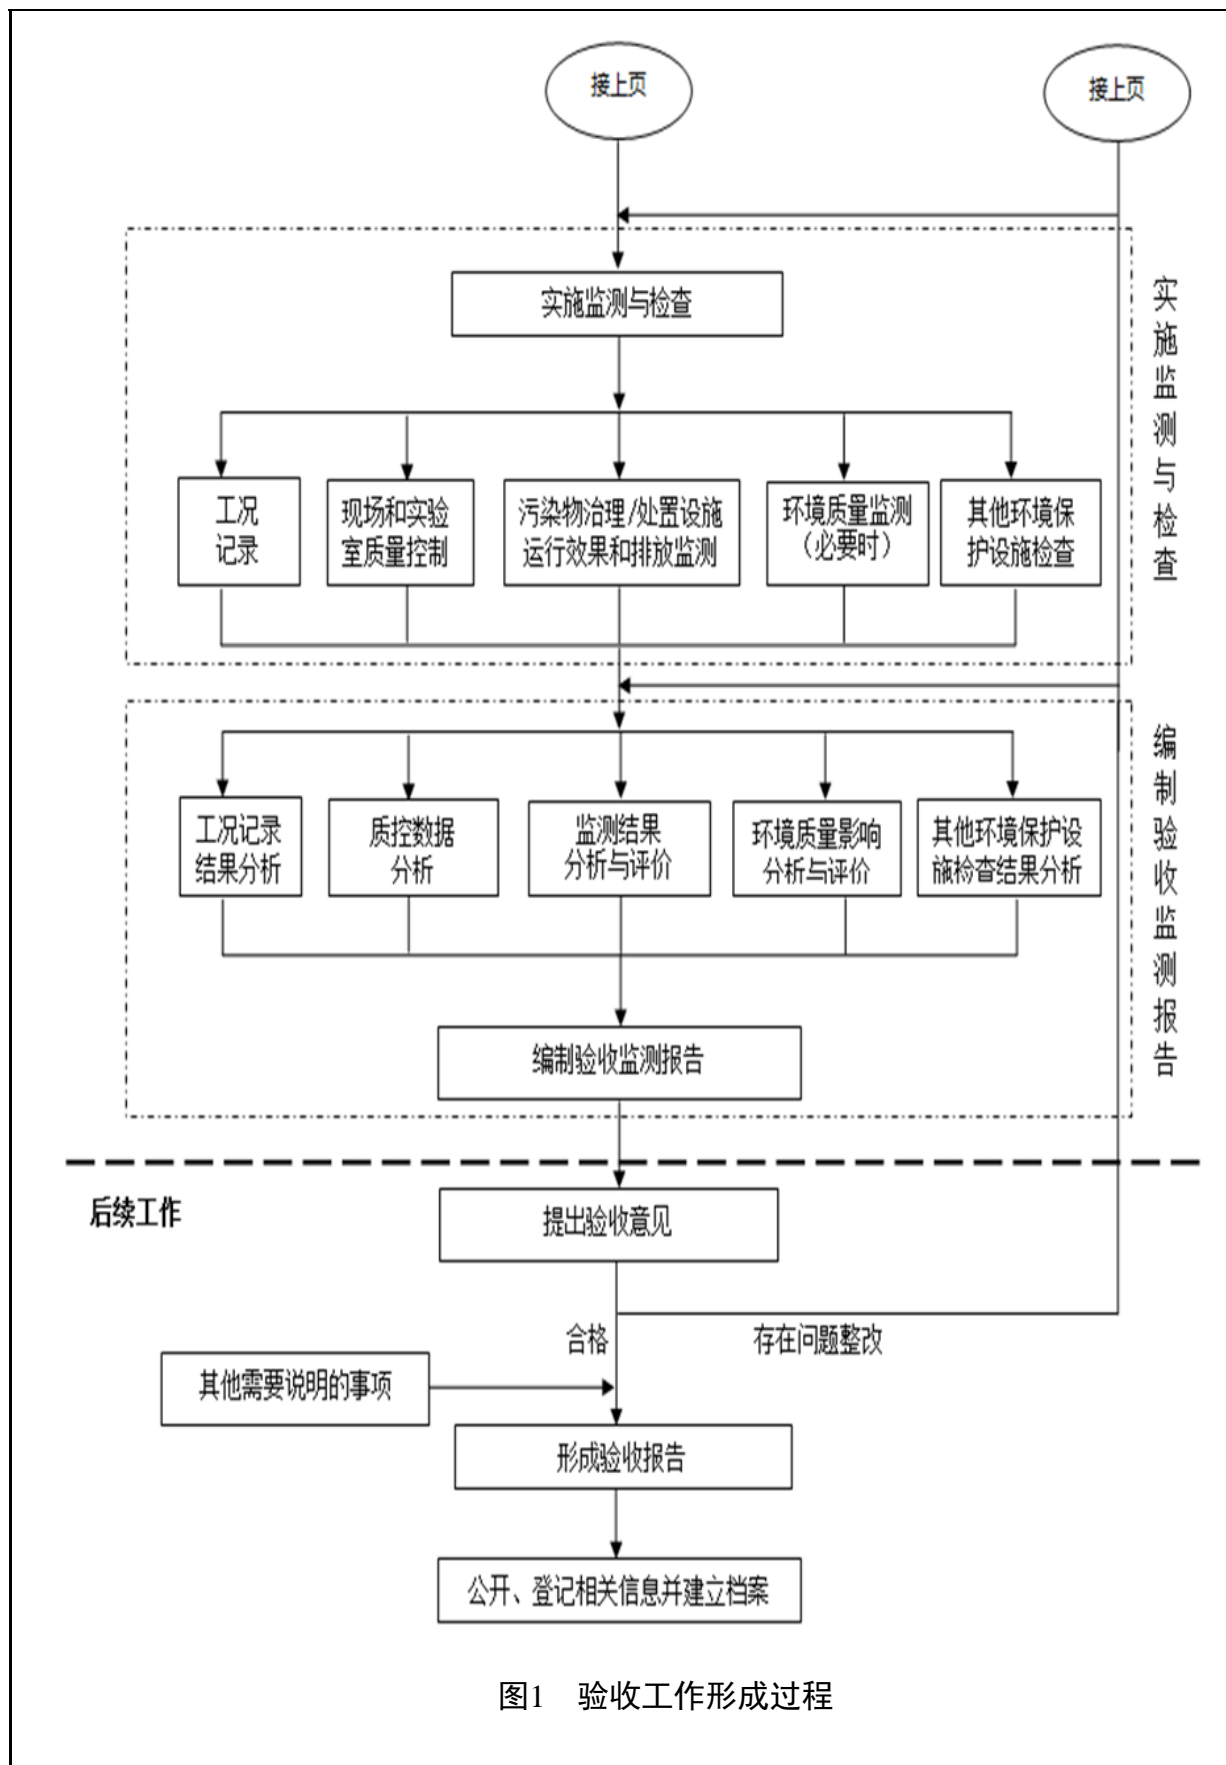 接上页
接上页
实施监测与检查
实施监测与检查
工况
记录
现场和实验
室质量控制
污染物治理/处置设施
运行效果和排放监测
环境质量监测
（必要时）
其他环境保
护设施检查
编制验收监测报告
工况记录
结果分析
质控数据
分析
监测结果
分析与评价
环境质量影响
分析与评价
其他环境保护设
施检查结果分析
编制验收监测报告
后续工作
提出验收意见
合格
存在问题整改
其他需要说明的事项
形成验收报告
公开、登记相关信息并建立档案
图1 验收工作形成过程